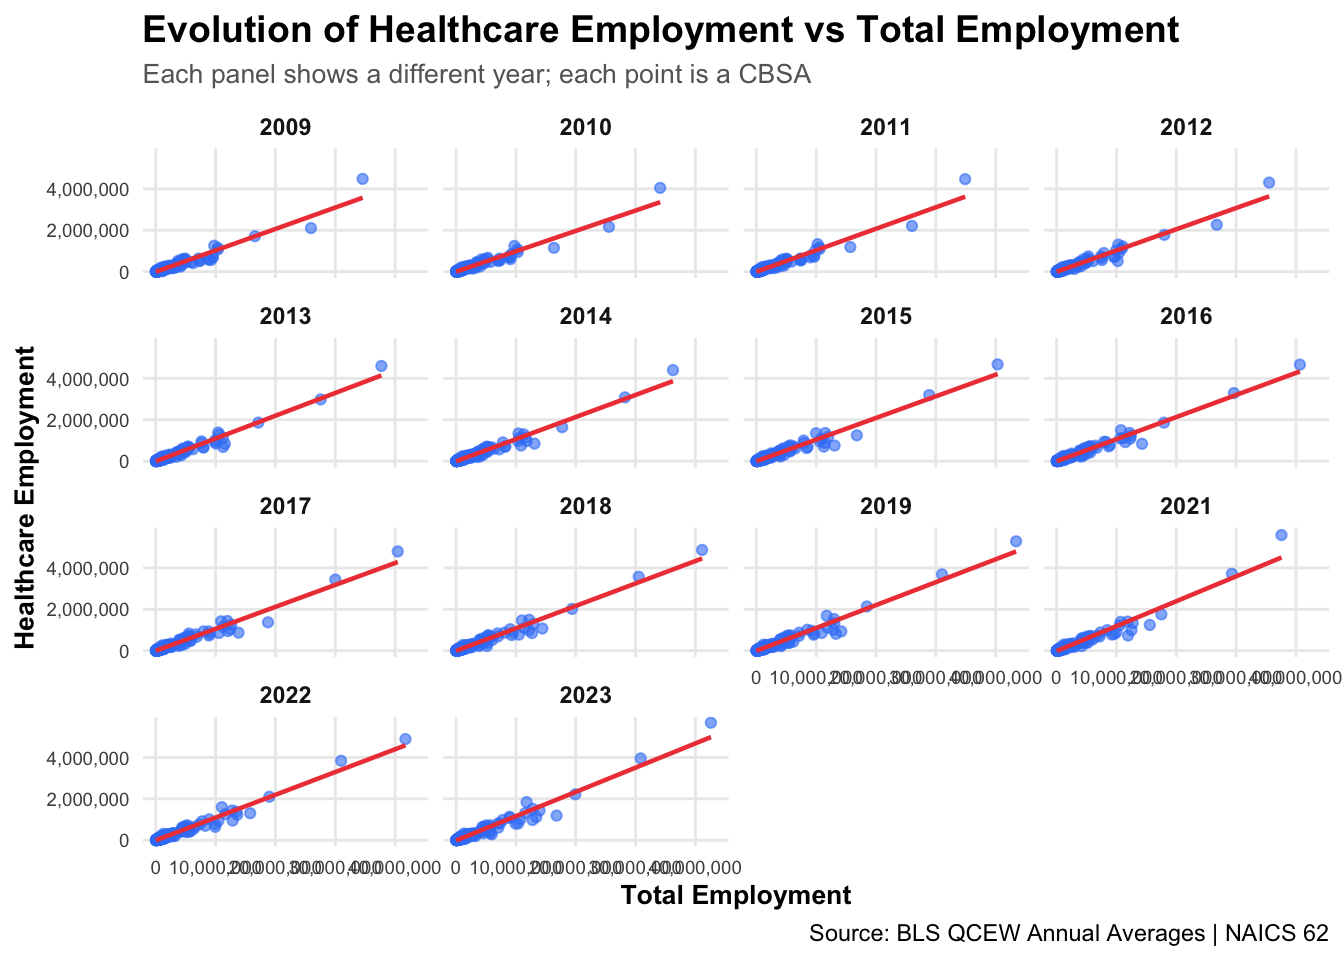 Evolution of Healthcare Employment vs Total Employment
Each panel shows a different year; each point is a CBSA
2009 2010 2011 2012
4,000,000
2,000,000
0
2013 2014 2015 2016
4,000,000
2,000,000
0
2017 2018 2019 2021
4,000,000
2,000,000
0
0 10,000,000 20,000,000 30,000,000 40,000,000 0 10,000,000 20,000,000 30,000,000 40,000,000
2022 2023
4,000,000
2,000,000
0
0 10,000,000 20,000,000 30,000,000 40,000,000 0 10,000,000 20,000,000 30,000,000 40,000,000
Healthcare Employment
Total Employment
Source: BLS QCEW Annual Averages | NAICS 62